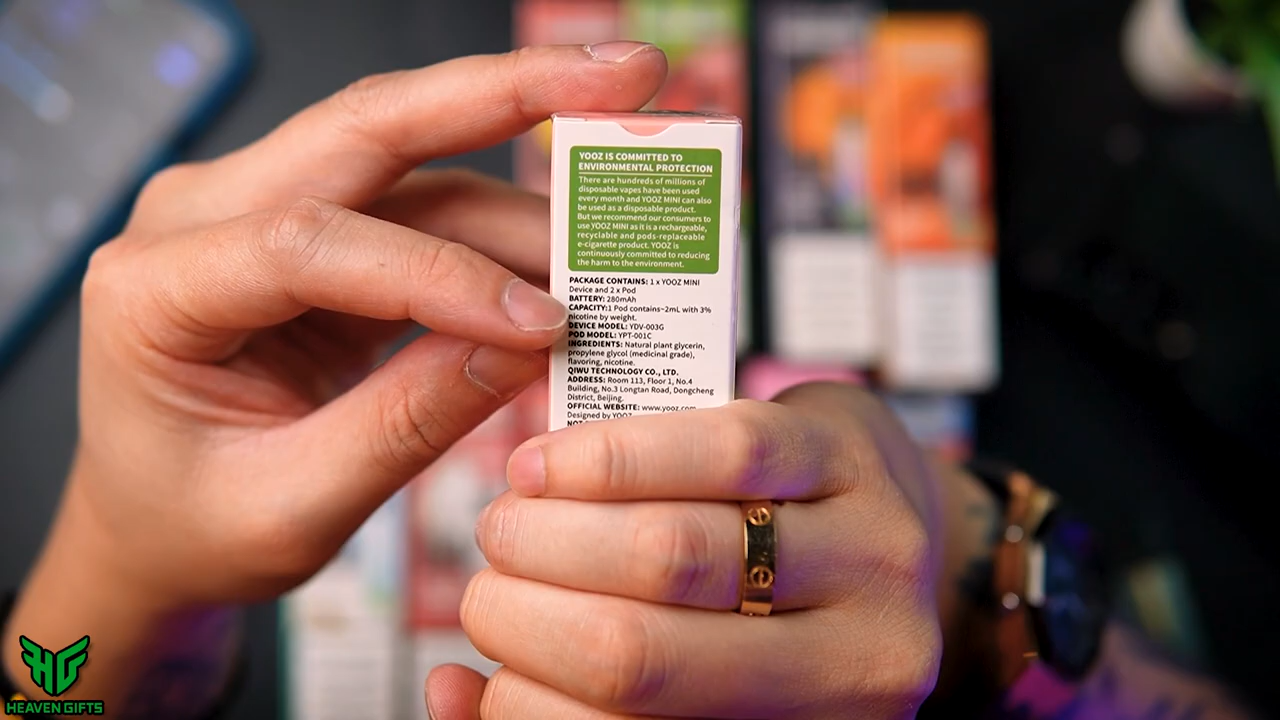 YOOZ IS COMMITTED TO
ENVIRONMENTAL PROTECTION
There are hundreds of millions of
disposable vapes have been used
every month and YOOZ MINI can also
be used as a disposable product.
But we recommend our consumers to
use YOOZ MINI as it is a rechargeable,
recyclable and pods-replaceable
e-cigarette product. YOOZ is
continuously committed to reducing
the harm to the environment.
PACKAGE CONTAINS: 1 x YOOZ MINI
Device and 2 x Pod
BATTERY: 280mAh
CAPACITY:1 Pod contains~2mL with 3%
nicotine by weight.
DEVICE MODEL: YDV-003G
POD MODEL: YPT-001C
INGREDIENTS: Natural plant glycerin,
propylene glycol (medicinal grade),
flavoring, nicotine.
QIWU TECHNOLOGY CO., LTD.
ADDRESS: Room 113, Floor 1, No.4
Building, No.3 Longtan Road, Dongcheng
District, Beijing.
OFFICIAL WEBSITE: www.yooz.com
Designed by YOOZ
HG
HEAVEN GIFTS